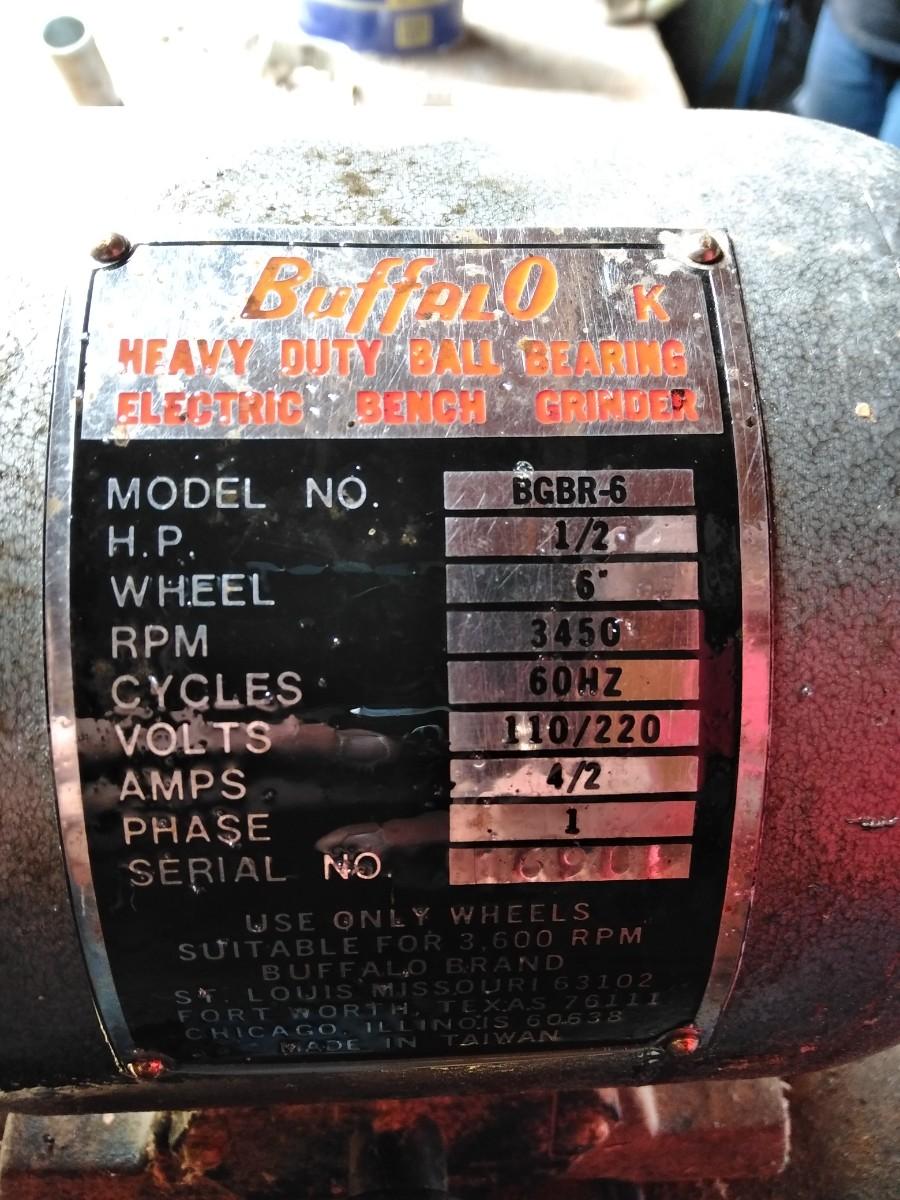 BuffALO K
HEAVY DUTY BALL BEARING
ELECTRIC BENCH GRINDER
MODEL NO. BGBR-6
H.P. 1/2
WHEEL 6"
RPM 3450
CYCLES 60HZ
VOLTS 110/220
AMPS 4/2
PHASE 1
SERIAL NO.
USE ONLY WHEELS
SUITABLE FOR 3,600 RPM
BUFFALO BRAND
ST. LOUIS MISSOURI 63102
FORT WORTH, TEXAS 76111
CHICAGO, ILLINOIS 60638
MADE IN TAIWAN